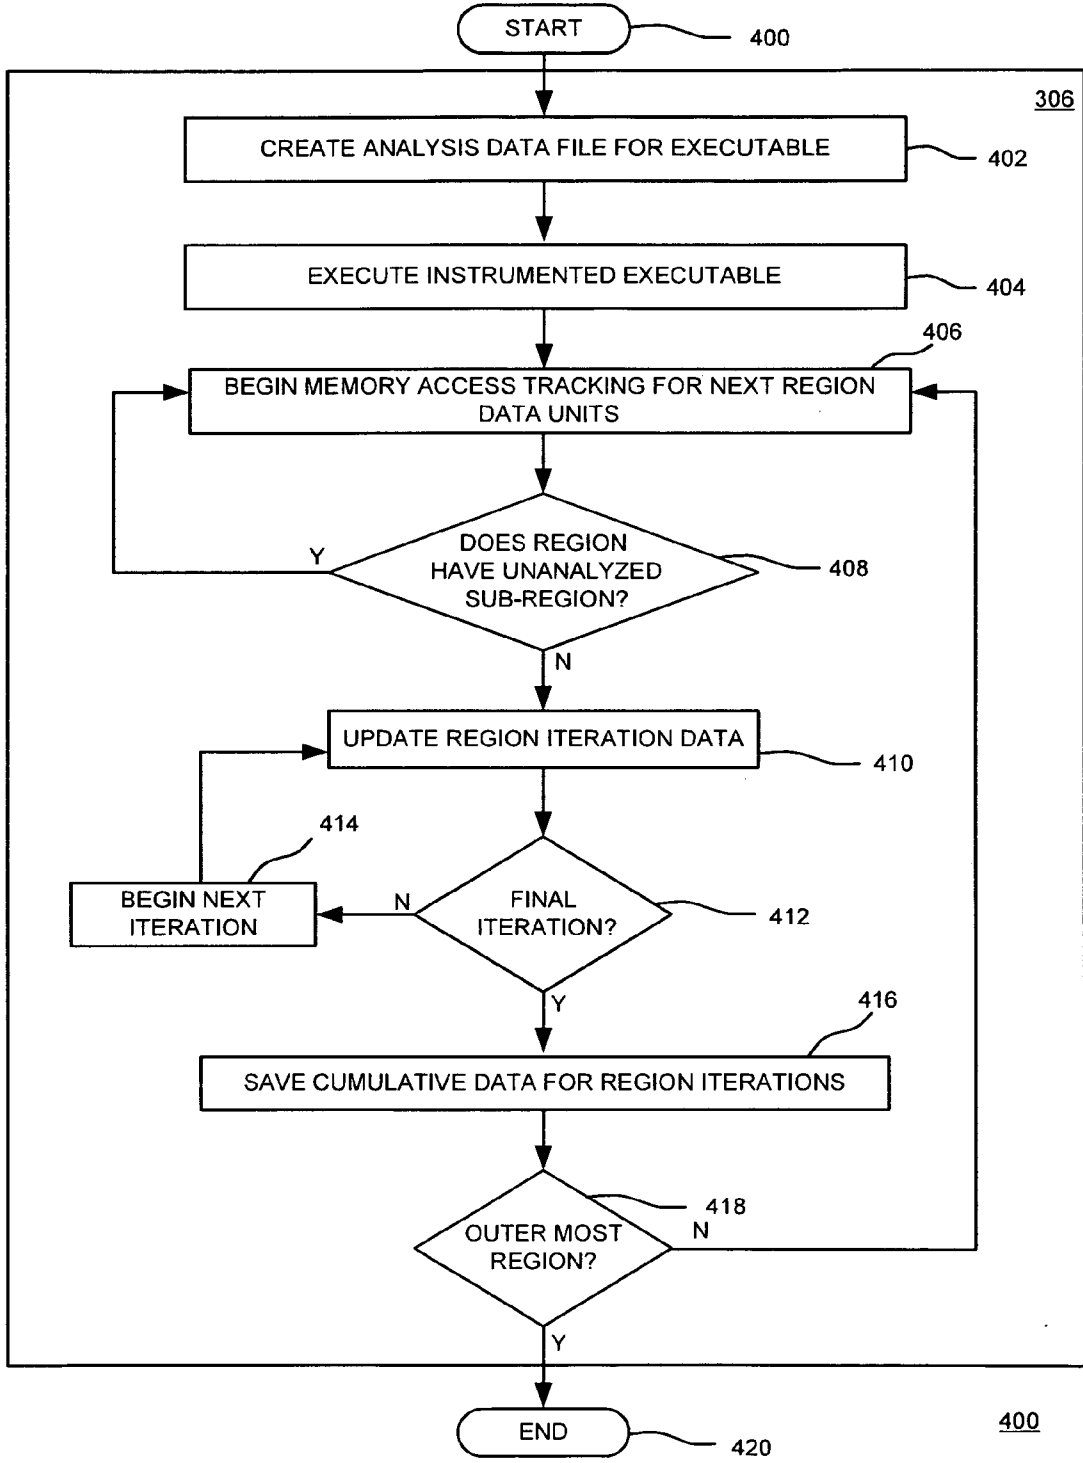 START
400
306
CREATE ANALYSIS DATA FILE FOR EXECUTABLE
402
EXECUTE INSTRUMENTED EXECUTABLE
404
406
BEGIN MEMORY ACCESS TRACKING FOR NEXT REGION
DATA UNITS
Y
DOES REGION
HAVE UNANALYZED
SUB-REGION?
408
N
UPDATE REGION ITERATION DATA
410
414
BEGIN NEXT
ITERATION
N
FINAL
ITERATION?
412
Y
416
SAVE CUMULATIVE DATA FOR REGION ITERATIONS
418
OUTER MOST
REGION?
N
Y
END
420
400